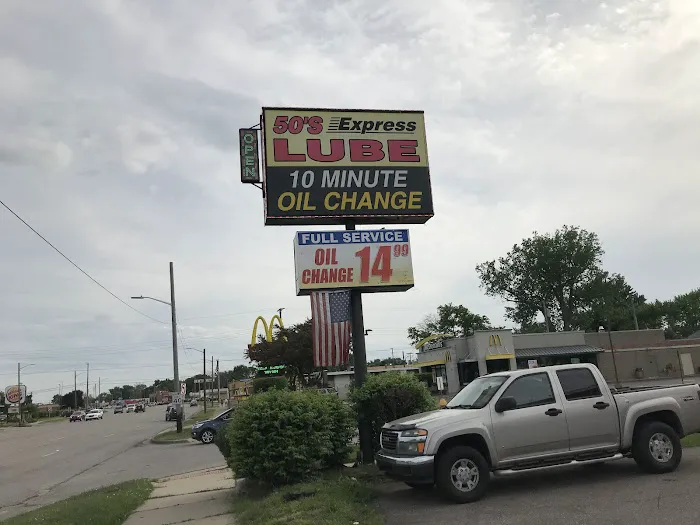 50'S Express
LUBE
10 MINUTE
OIL CHANGE
OPEN
FULL SERVICE
OIL
CHANGE 14.99